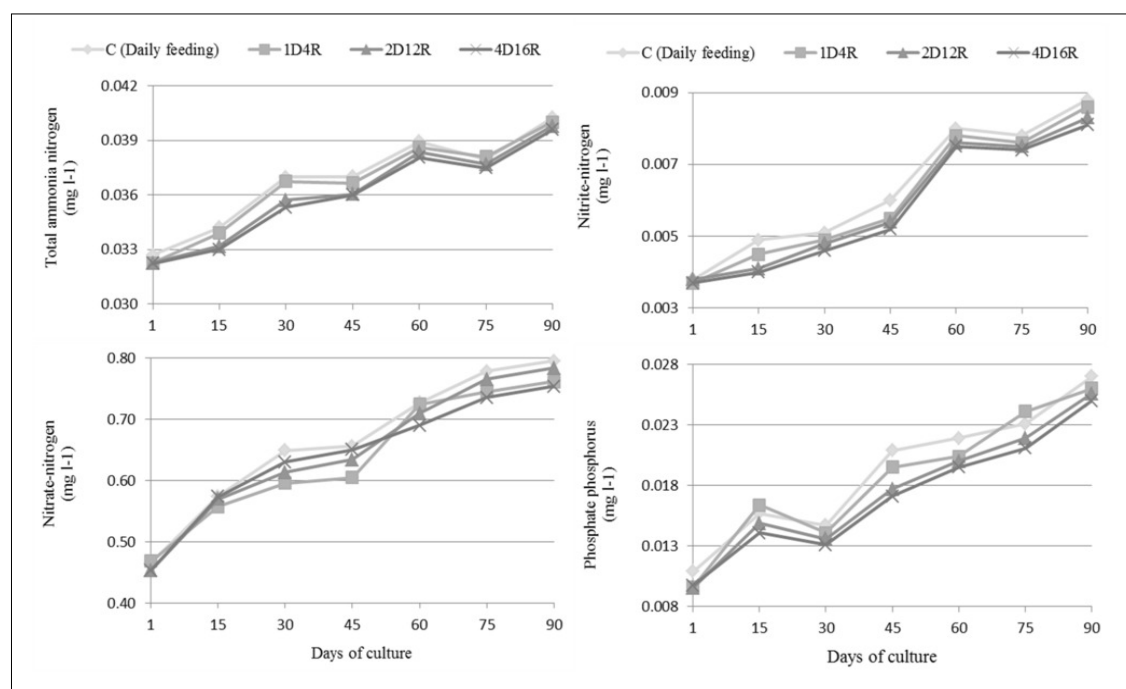 C (Daily feeding) 1D4R 2D12R 4D16R
0.042
0.039
0.036
0.033
0.030
Total ammonia nitrogen
(mg l-1)
1 15 30 45 60 75 90
C (Daily feeding) 1D4R 2D12R 4D16R
0.009
0.007
0.005
0.003
Nitrite-nitrogen
(mg l-1)
1 15 30 45 60 75 90
0.80
0.70
0.60
0.50
0.40
Nitrate-nitrogen
(mg l-1)
1 15 30 45 60 75 90
Days of culture
0.028
0.023
0.018
0.013
0.008
Phosphate phosphorus
(mg l-1)
1 15 30 45 60 75 90
Days of culture